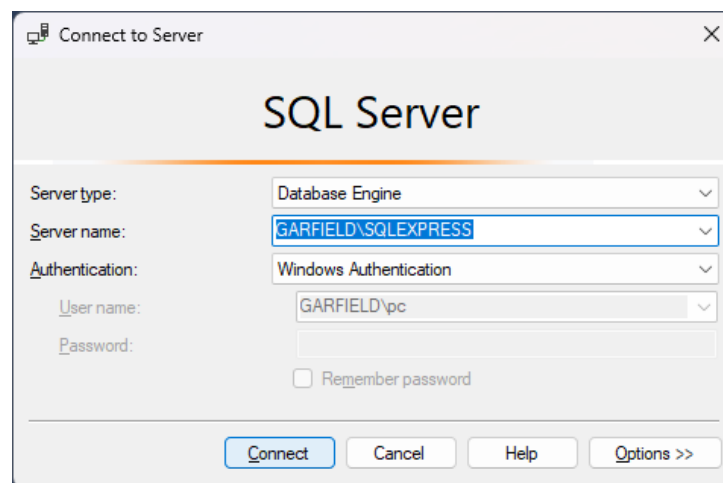 Connect to Server
SQL Server
Server type: Database Engine
Server name: GARFIELD\SQLEXPRESS
Authentication: Windows Authentication
User name: GARFIELD\pc
Password:
Remember password
Connect Cancel Help Options >>